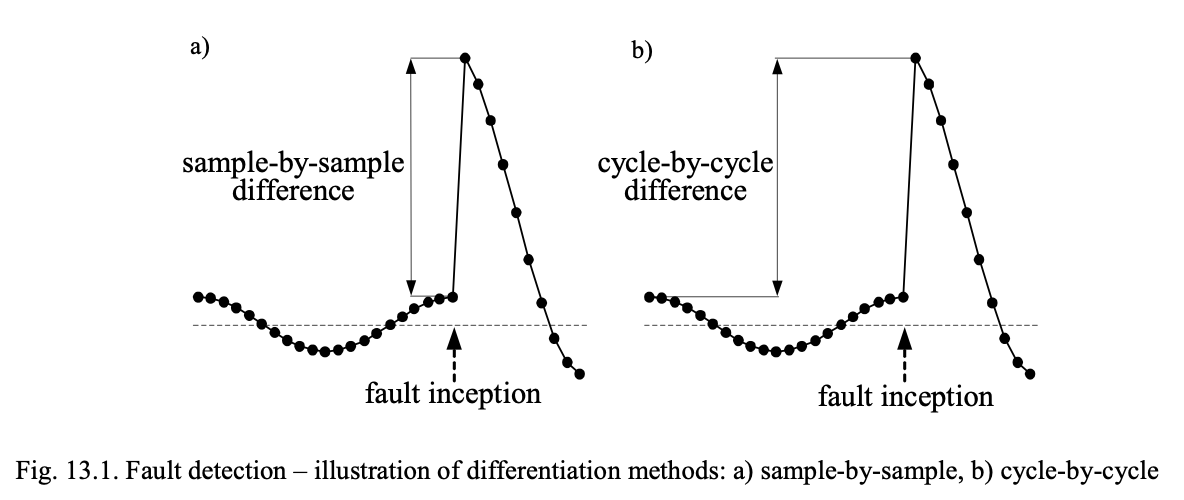 a)
sample-by-sample
difference
fault inception
b)
cycle-by-cycle
difference
fault inception
Fig. 13.1. Fault detection – illustration of differentiation methods: a) sample-by-sample, b) cycle-by-cycle